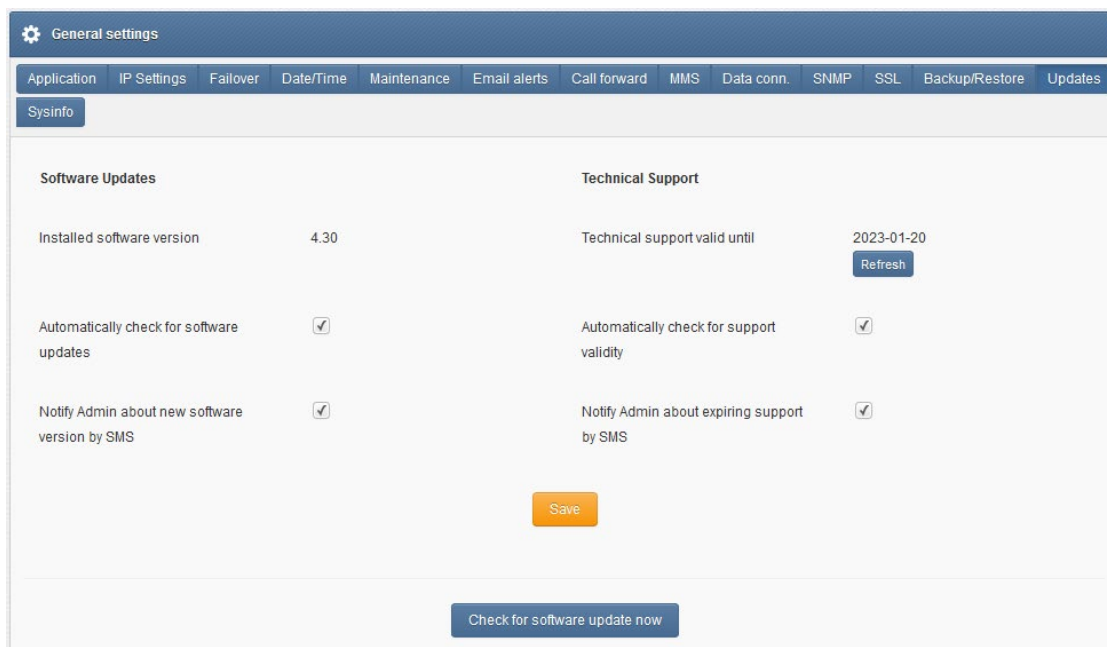 General settings
Application IP Settings Failover Date/Time Maintenance Email alerts Call forward MMS Data conn. SNMP SSL Backup/Restore Updates
Sysinfo
Software Updates
Technical Support
Installed software version 4.30
Technical support valid until 2023-01-20
Refresh
Automatically check for software
updates
Automatically check for support
validity
Notify Admin about new software
version by SMS
Notify Admin about expiring support
by SMS
Save
Check for software update now